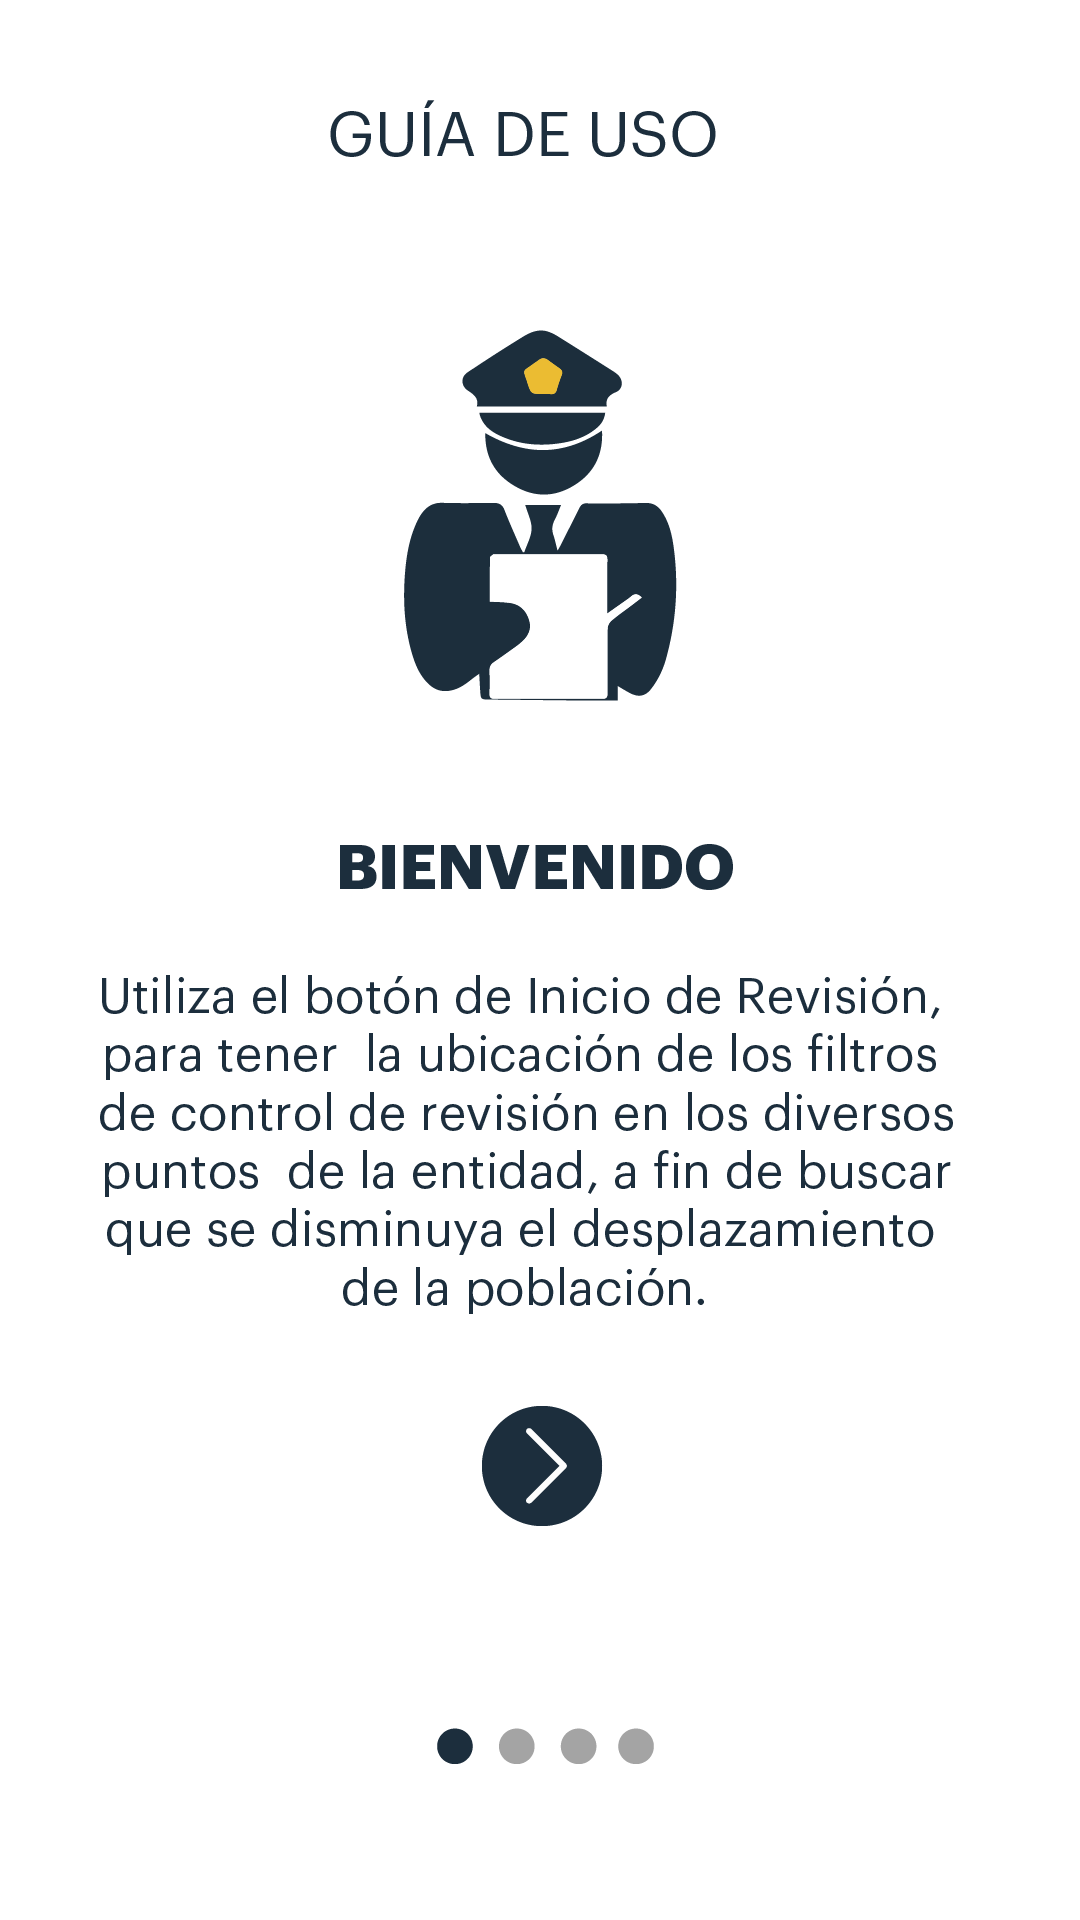 GUÍA DE USO
BIENVENIDO
Utiliza el botón de Inicio de Revisión,
para tener  la ubicación de los filtros
de control de revisión en los diversos
puntos  de la entidad, a fin de buscar
que se disminuya el desplazamiento
de la población.